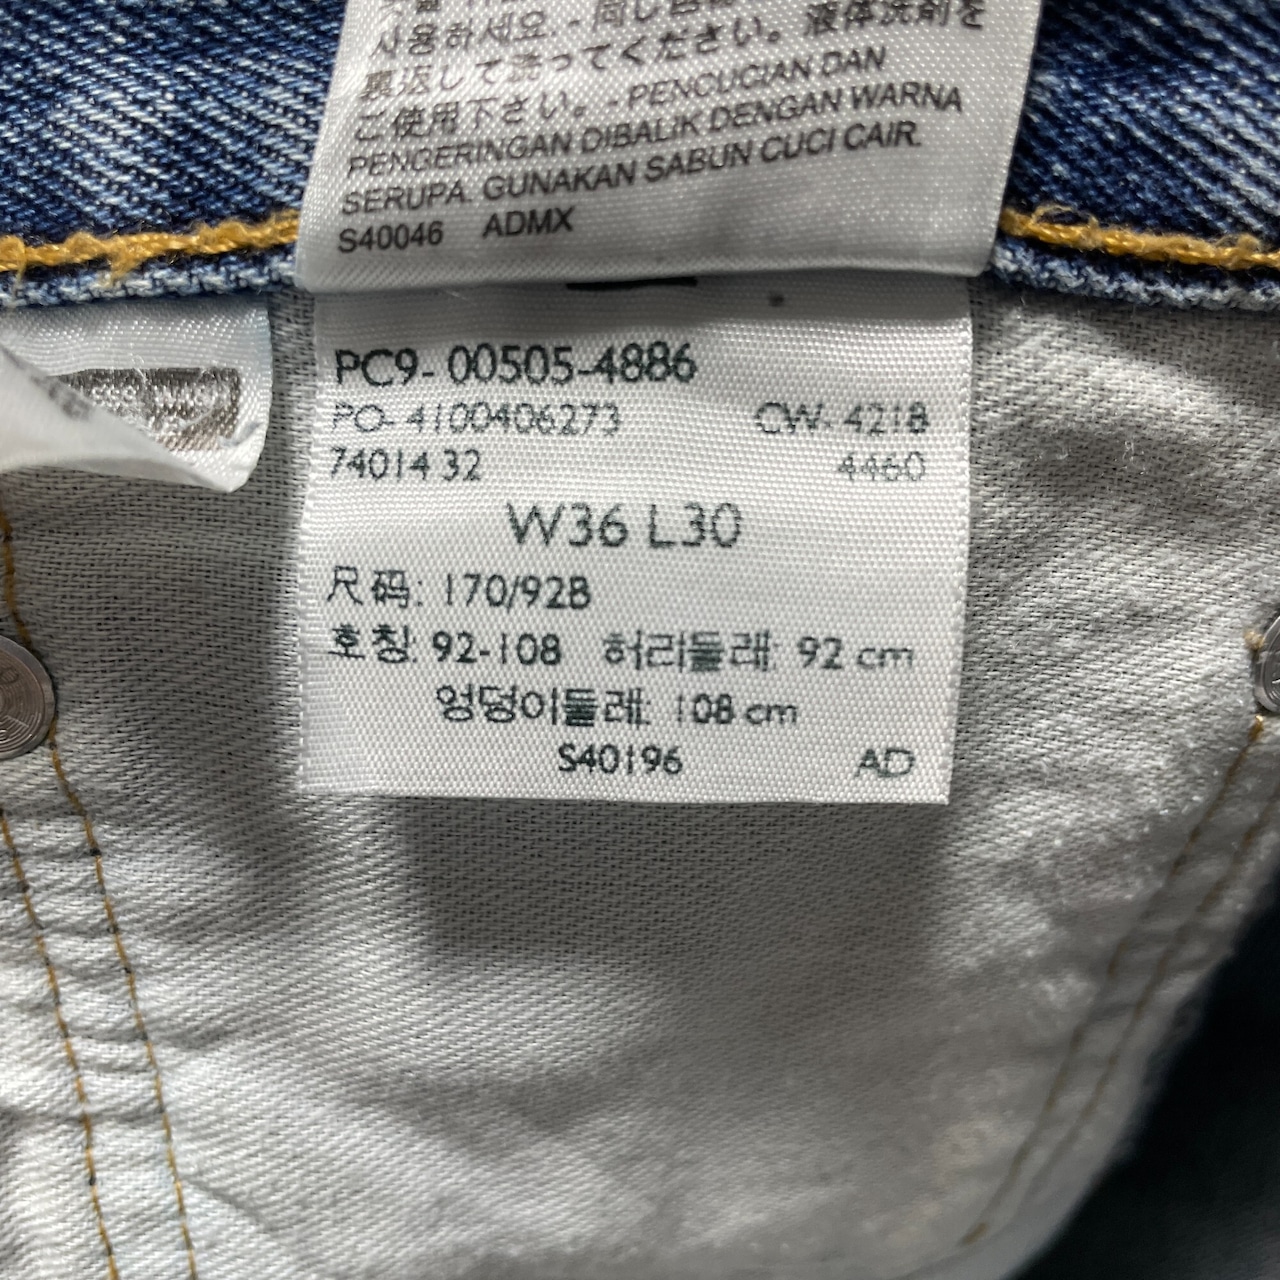 사용하세요. - 同じ色
裏返して洗ってください。液体洗剤を
ご使用下さい。- PENCUCIAN DAN
PENGERINGAN DIBALIK DENGAN WARNA
SERUPA. GUNAKAN SABUN CUCI CAIR.
S40046 ADMX
PC9-00505-4886
PO-4100406273 CW-4218
74014 32 4460
W36 L30
尺码: 170/92B
호칭: 92-108 허리둘레: 92 cm
엉덩이둘레: 108 cm
S40196 AD